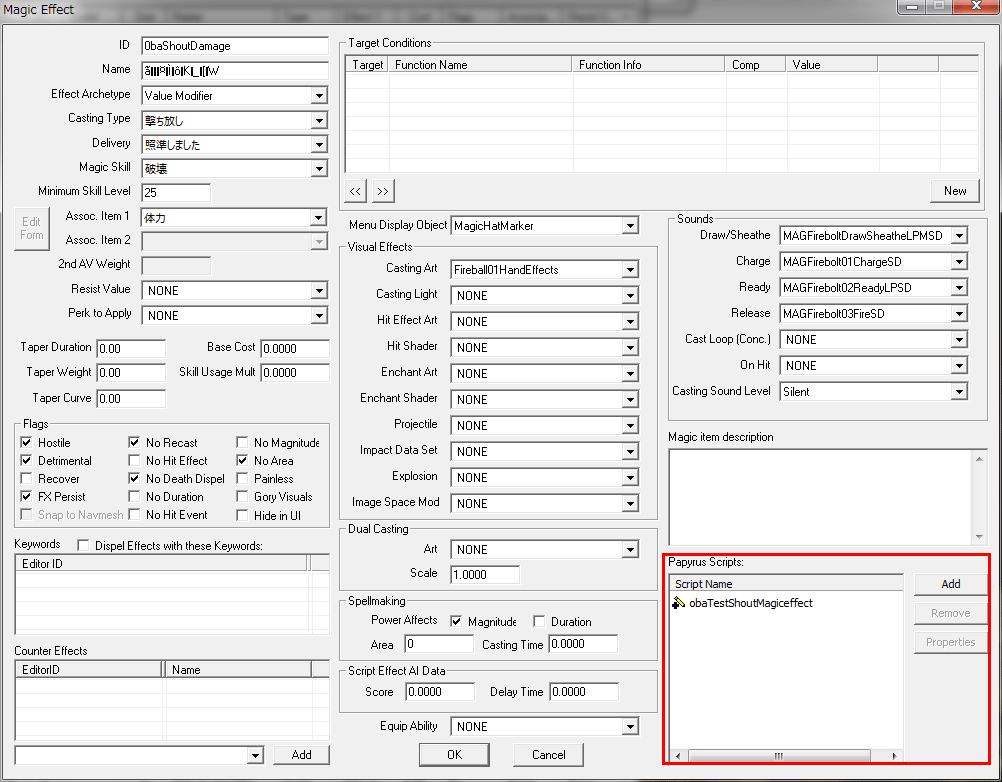 Magic Effect
ID 0baShoutDamage
Name
Effect Archetype Value Modifier
Casting Type 撃ち放し
Delivery 照準しました
Magic Skill 破壊
Minimum Skill Level 25
Edit Form
Assoc. Item 1 体力
Assoc. Item 2
2nd AV Weight
Resist Value NONE
Perk to Apply NONE
Taper Duration 0.00 Base Cost 0.0000
Taper Weight 0.00 Skill Usage Mult 0.0000
Taper Curve 0.00
Flags
Hostile No Recast No Magnitude
Detrimental No Hit Effect No Area
Recover No Death Dispel Painless
FX Persist No Duration Gory Visuals
Snap to Navmesh No Hit Event Hide in UI
Keywords Dispel Effects with these Keywords:
Editor ID
Counter Effects
EditorID Name
Add
Target Conditions
Target Function Name Function Info Comp Value
<< >> New
Menu Display Object MagicHatMarker
Visual Effects
Casting Art Fireball01HandEffects
Casting Light NONE
Hit Effect Art NONE
Hit Shader NONE
Enchant Art NONE
Enchant Shader NONE
Projectile NONE
Impact Data Set NONE
Explosion NONE
Image Space Mod NONE
Dual Casting
Art NONE
Scale 1.0000
Spellmaking
Power Affects Magnitude Duration
Area 0 Casting Time 0.0000
Script Effect AI Data
Score 0.0000 Delay Time 0.0000
Equip Ability NONE
OK Cancel
Sounds
Draw/Sheathe MAGFireboltDrawSheatheLPMSD
Charge MAGFirebolt01ChargeSD
Ready MAGFirebolt02ReadyLPSD
Release MAGFirebolt03FireSD
Cast Loop (Conc.) NONE
On Hit NONE
Casting Sound Level Silent
Magic item description
Papyrus Scripts:
Script Name
obaTestShoutMagiceffect
Add
Remove
Properties